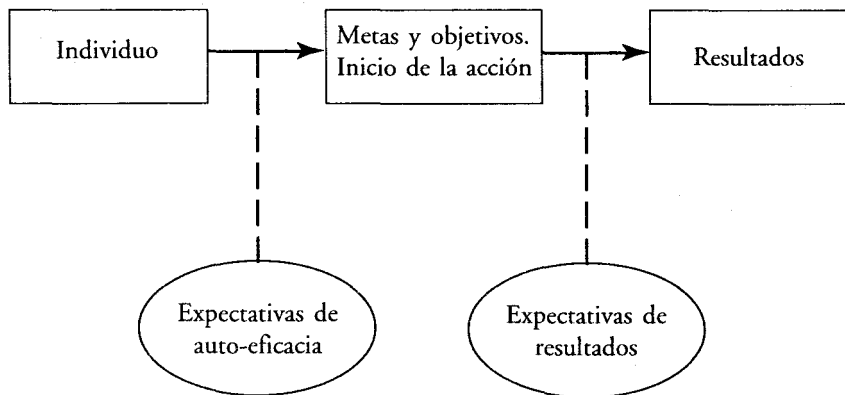 Individuo
Metas y objetivos.
Inicio de la acción
Resultados
Expectativas de
auto-eficacia
Expectativas de
resultados